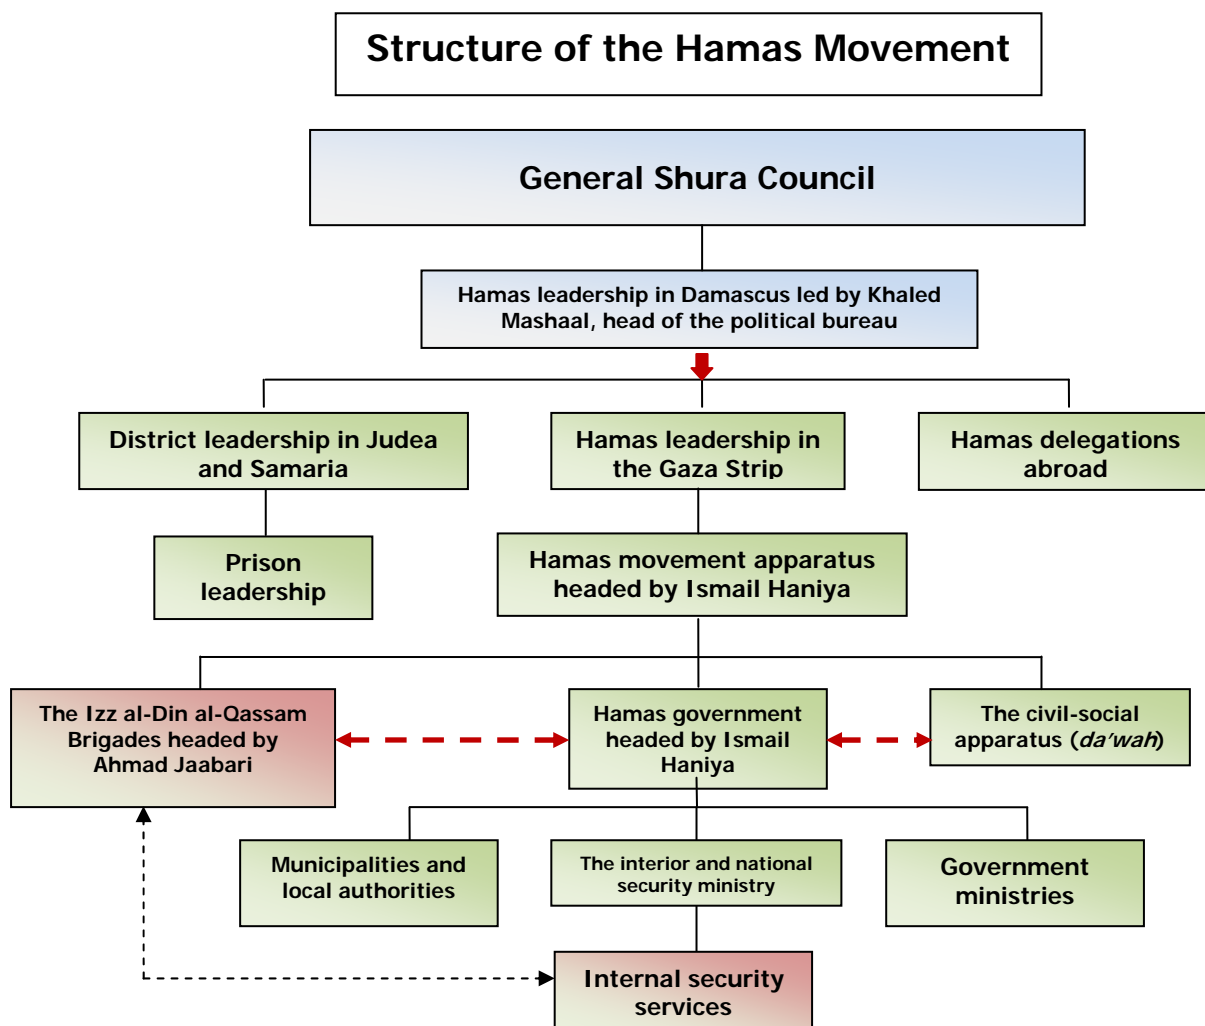 Structure of the Hamas Movement
General Shura Council
Hamas leadership in Damascus led by Khaled
Mashaal, head of the political bureau
District leadership in Judea
and Samaria
Hamas leadership in
the Gaza Strip
Hamas delegations
abroad
Prison
leadership
Hamas movement apparatus
headed by Ismail Haniya
The Izz al-Din al-Qassam
Brigades headed by
Ahmad Jaabari
Hamas government
headed by Ismail
Haniya
The civil-social
apparatus (da’wah)
Municipalities and
local authorities
The interior and national
security ministry
Government
ministries
Internal security
services